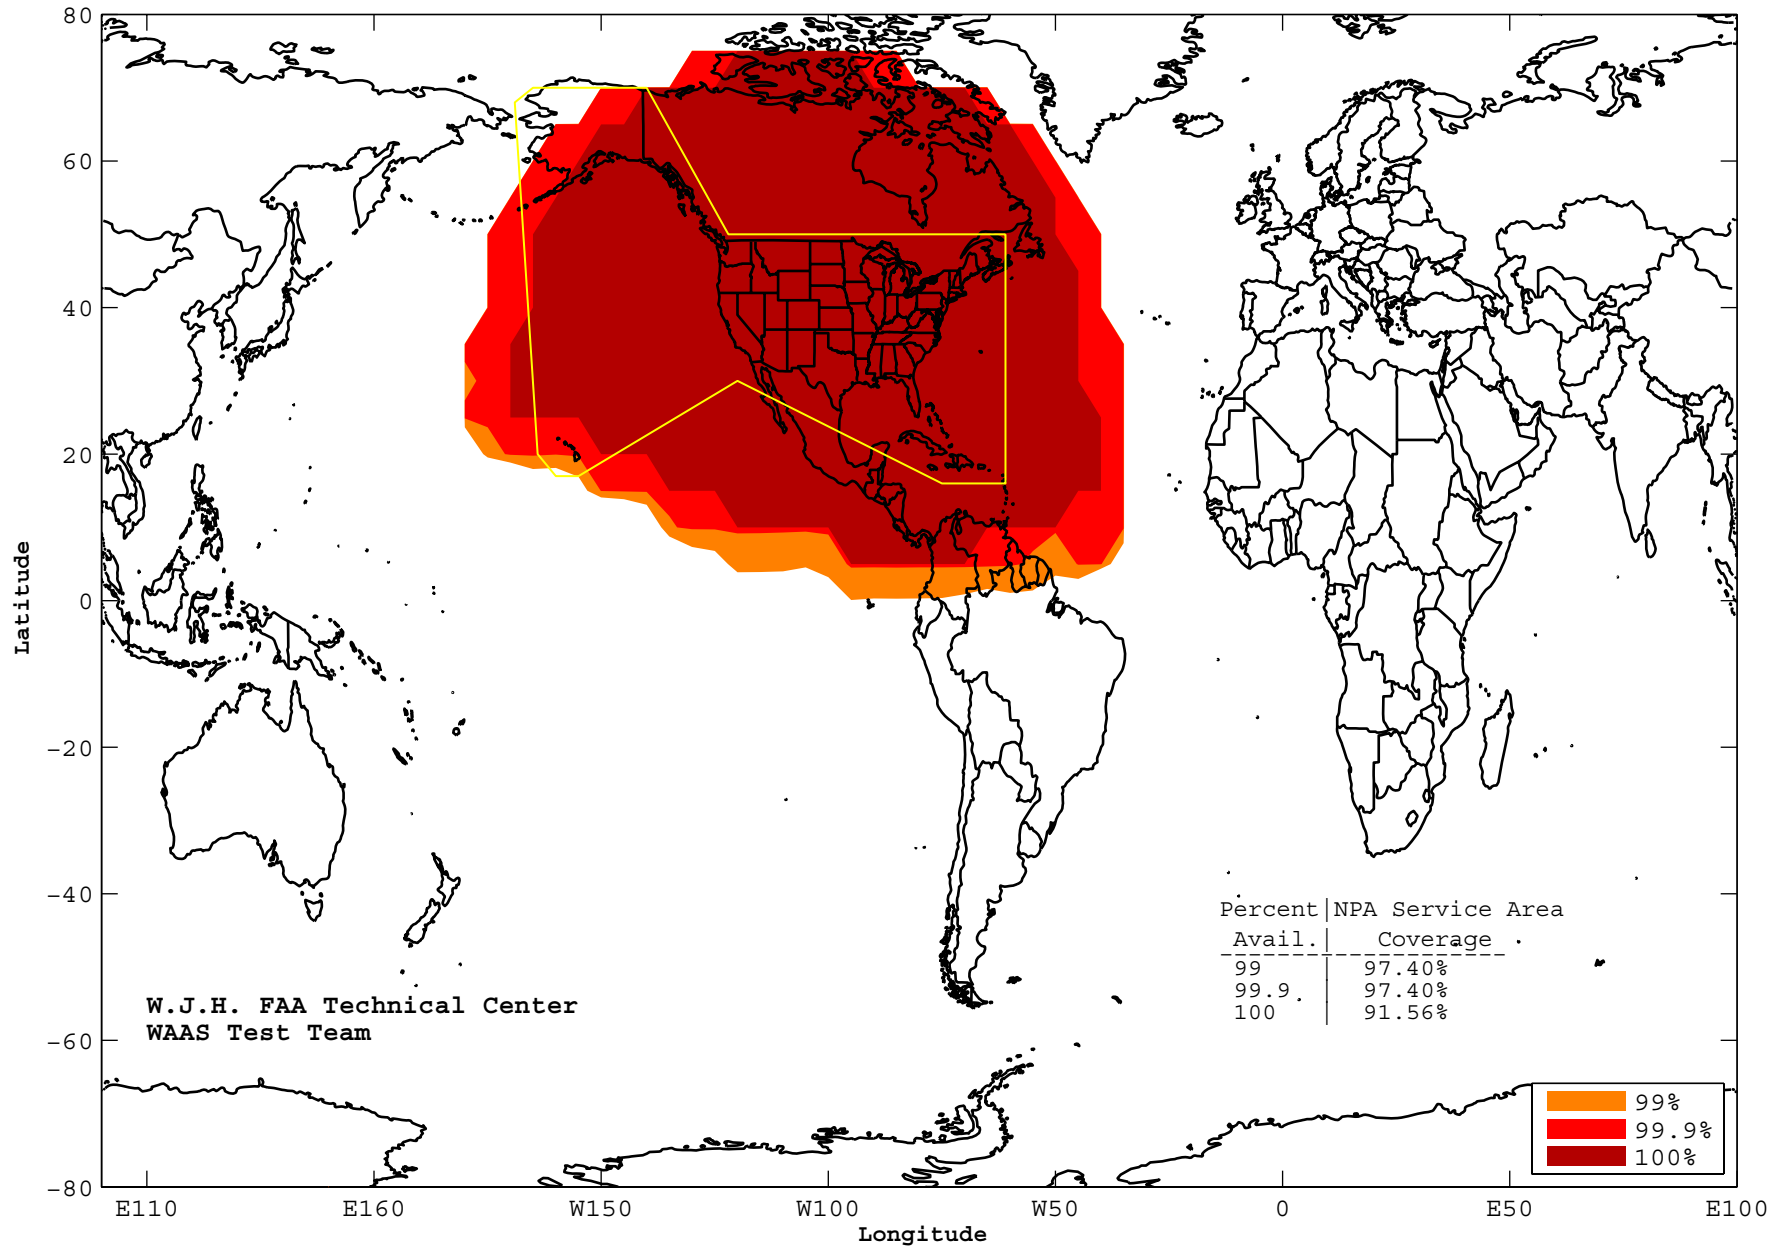 80
60
40
20
0
−20
−40
−60
−80
Latitude
E110 E160 W150 W100 W50 0 E50 E100
Longitude
W.J.H. FAA Technical Center
WAAS Test Team
Percent|NPA Service Area
Avail.| Coverage
99 | 97.40%
99.9 | 97.40%
100 | 91.56%
99%
99.9%
100%